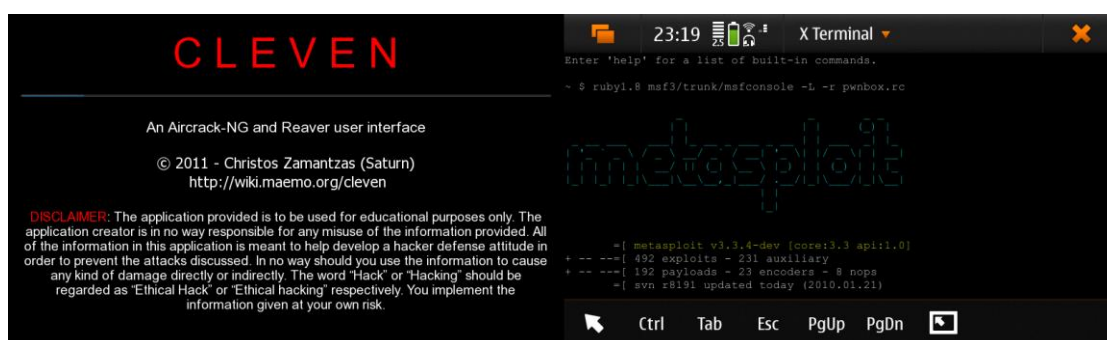 CLEVEN
An Aircrack-NG and Reaver user interface
© 2011 - Christos Zamantzas (Saturn)
http://wiki.maemo.org/cleven
DISCLAIMER: The application provided is to be used for educational purposes only. The
application creator is in no way responsible for any misuse of the information provided. All
of the information in this application is meant to help develop a hacker defense attitude in
order to prevent the attacks discussed. In no way should you use the information to cause
any kind of damage directly or indirectly. The word “Hack” or “Hacking” should be
regarded as “Ethical Hack” or “Ethical hacking” respectively. You implement the
information given at your own risk.
23:19 2.5 X Terminal
Enter 'help' for a list of built-in commands.
~ $ ruby1.8 msf3/trunk/msfconsole -L -r pwnbox.rc
metasploit
=[ metasploit v3.3.4-dev [core:3.3 api:1.0]
+ -- --=[ 492 exploits - 231 auxiliary
+ -- --=[ 192 payloads - 23 encoders - 8 nops
=[ svn r8191 updated today (2010.01.21)
Ctrl Tab Esc PgUp PgDn